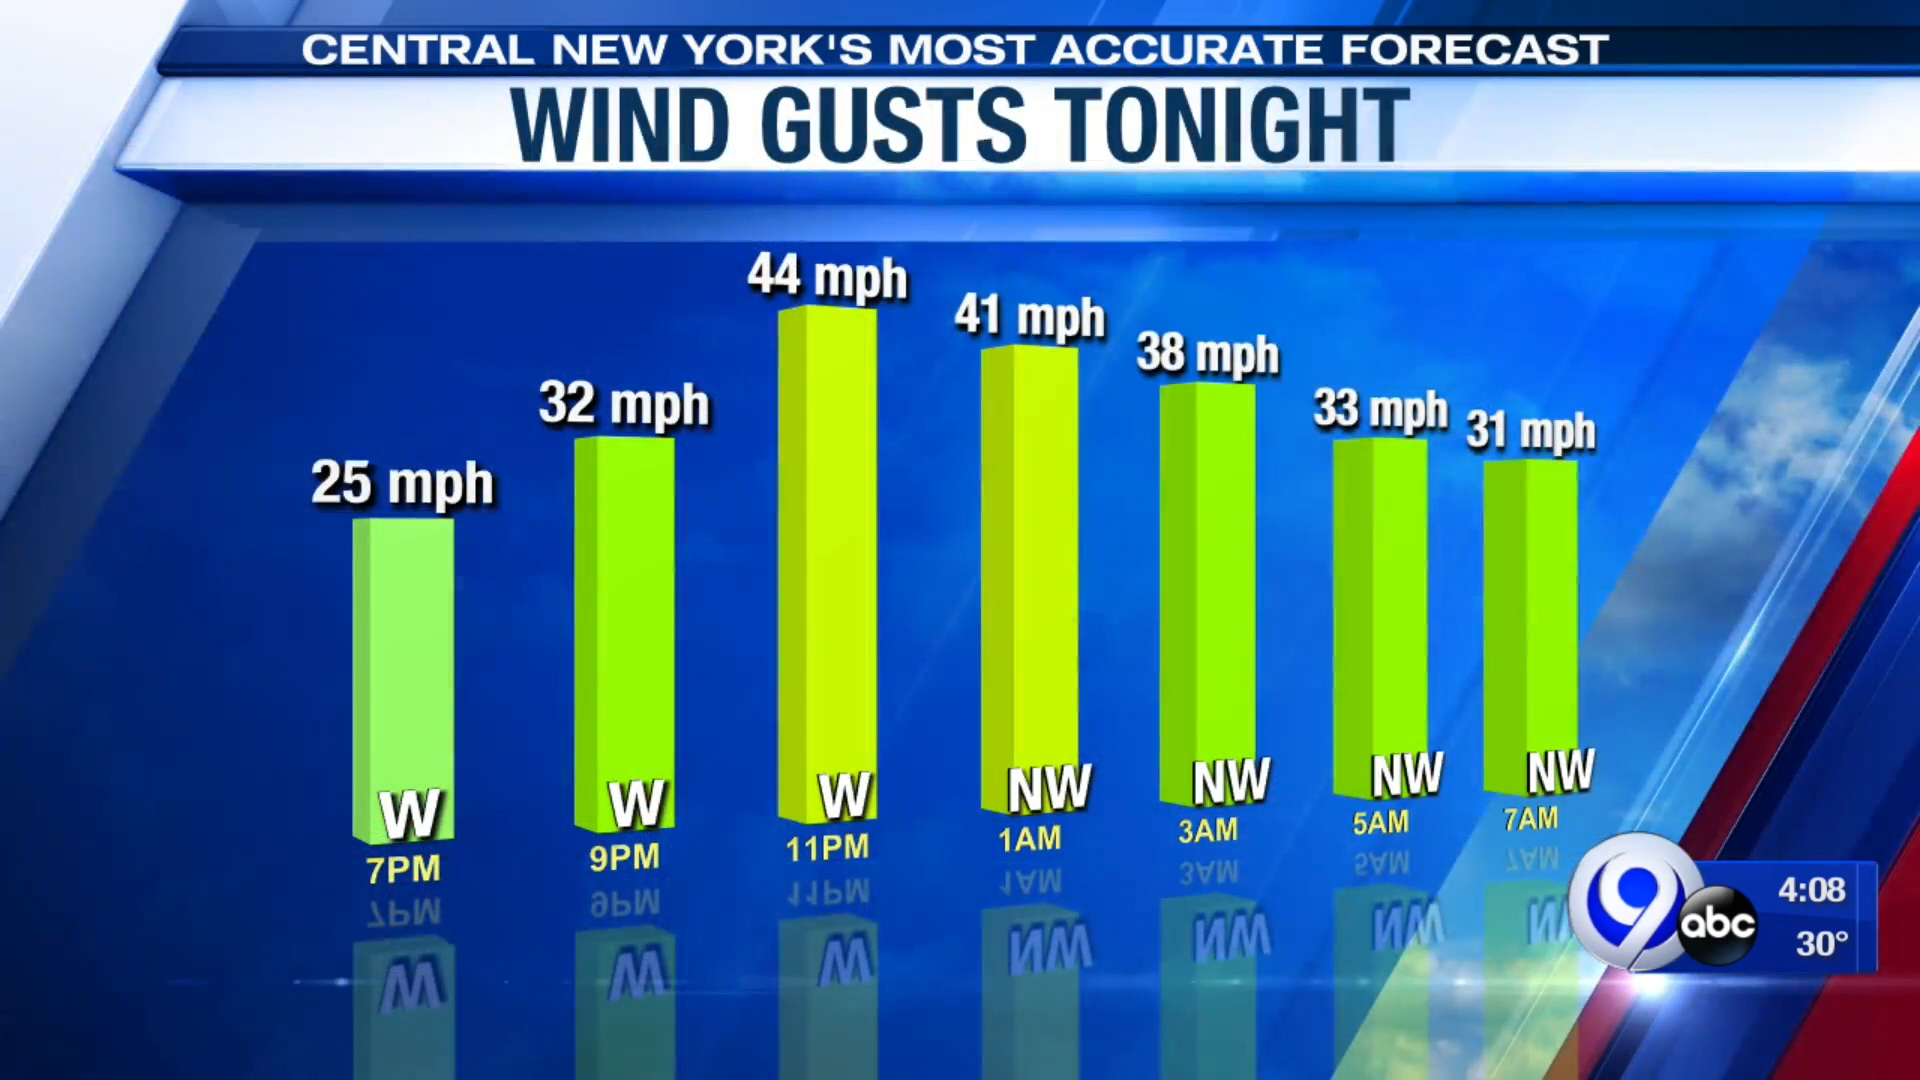 CENTRAL NEW YORK'S MOST ACCURATE FORECAST
WIND GUSTS TONIGHT
25 mph
32 mph
44 mph
41 mph
38 mph
33 mph
31 mph
W
W
W
NW
NW
NW
NW
7PM
9PM
11PM
1AM
3AM
5AM
7AM
9
abc
4:08
30°